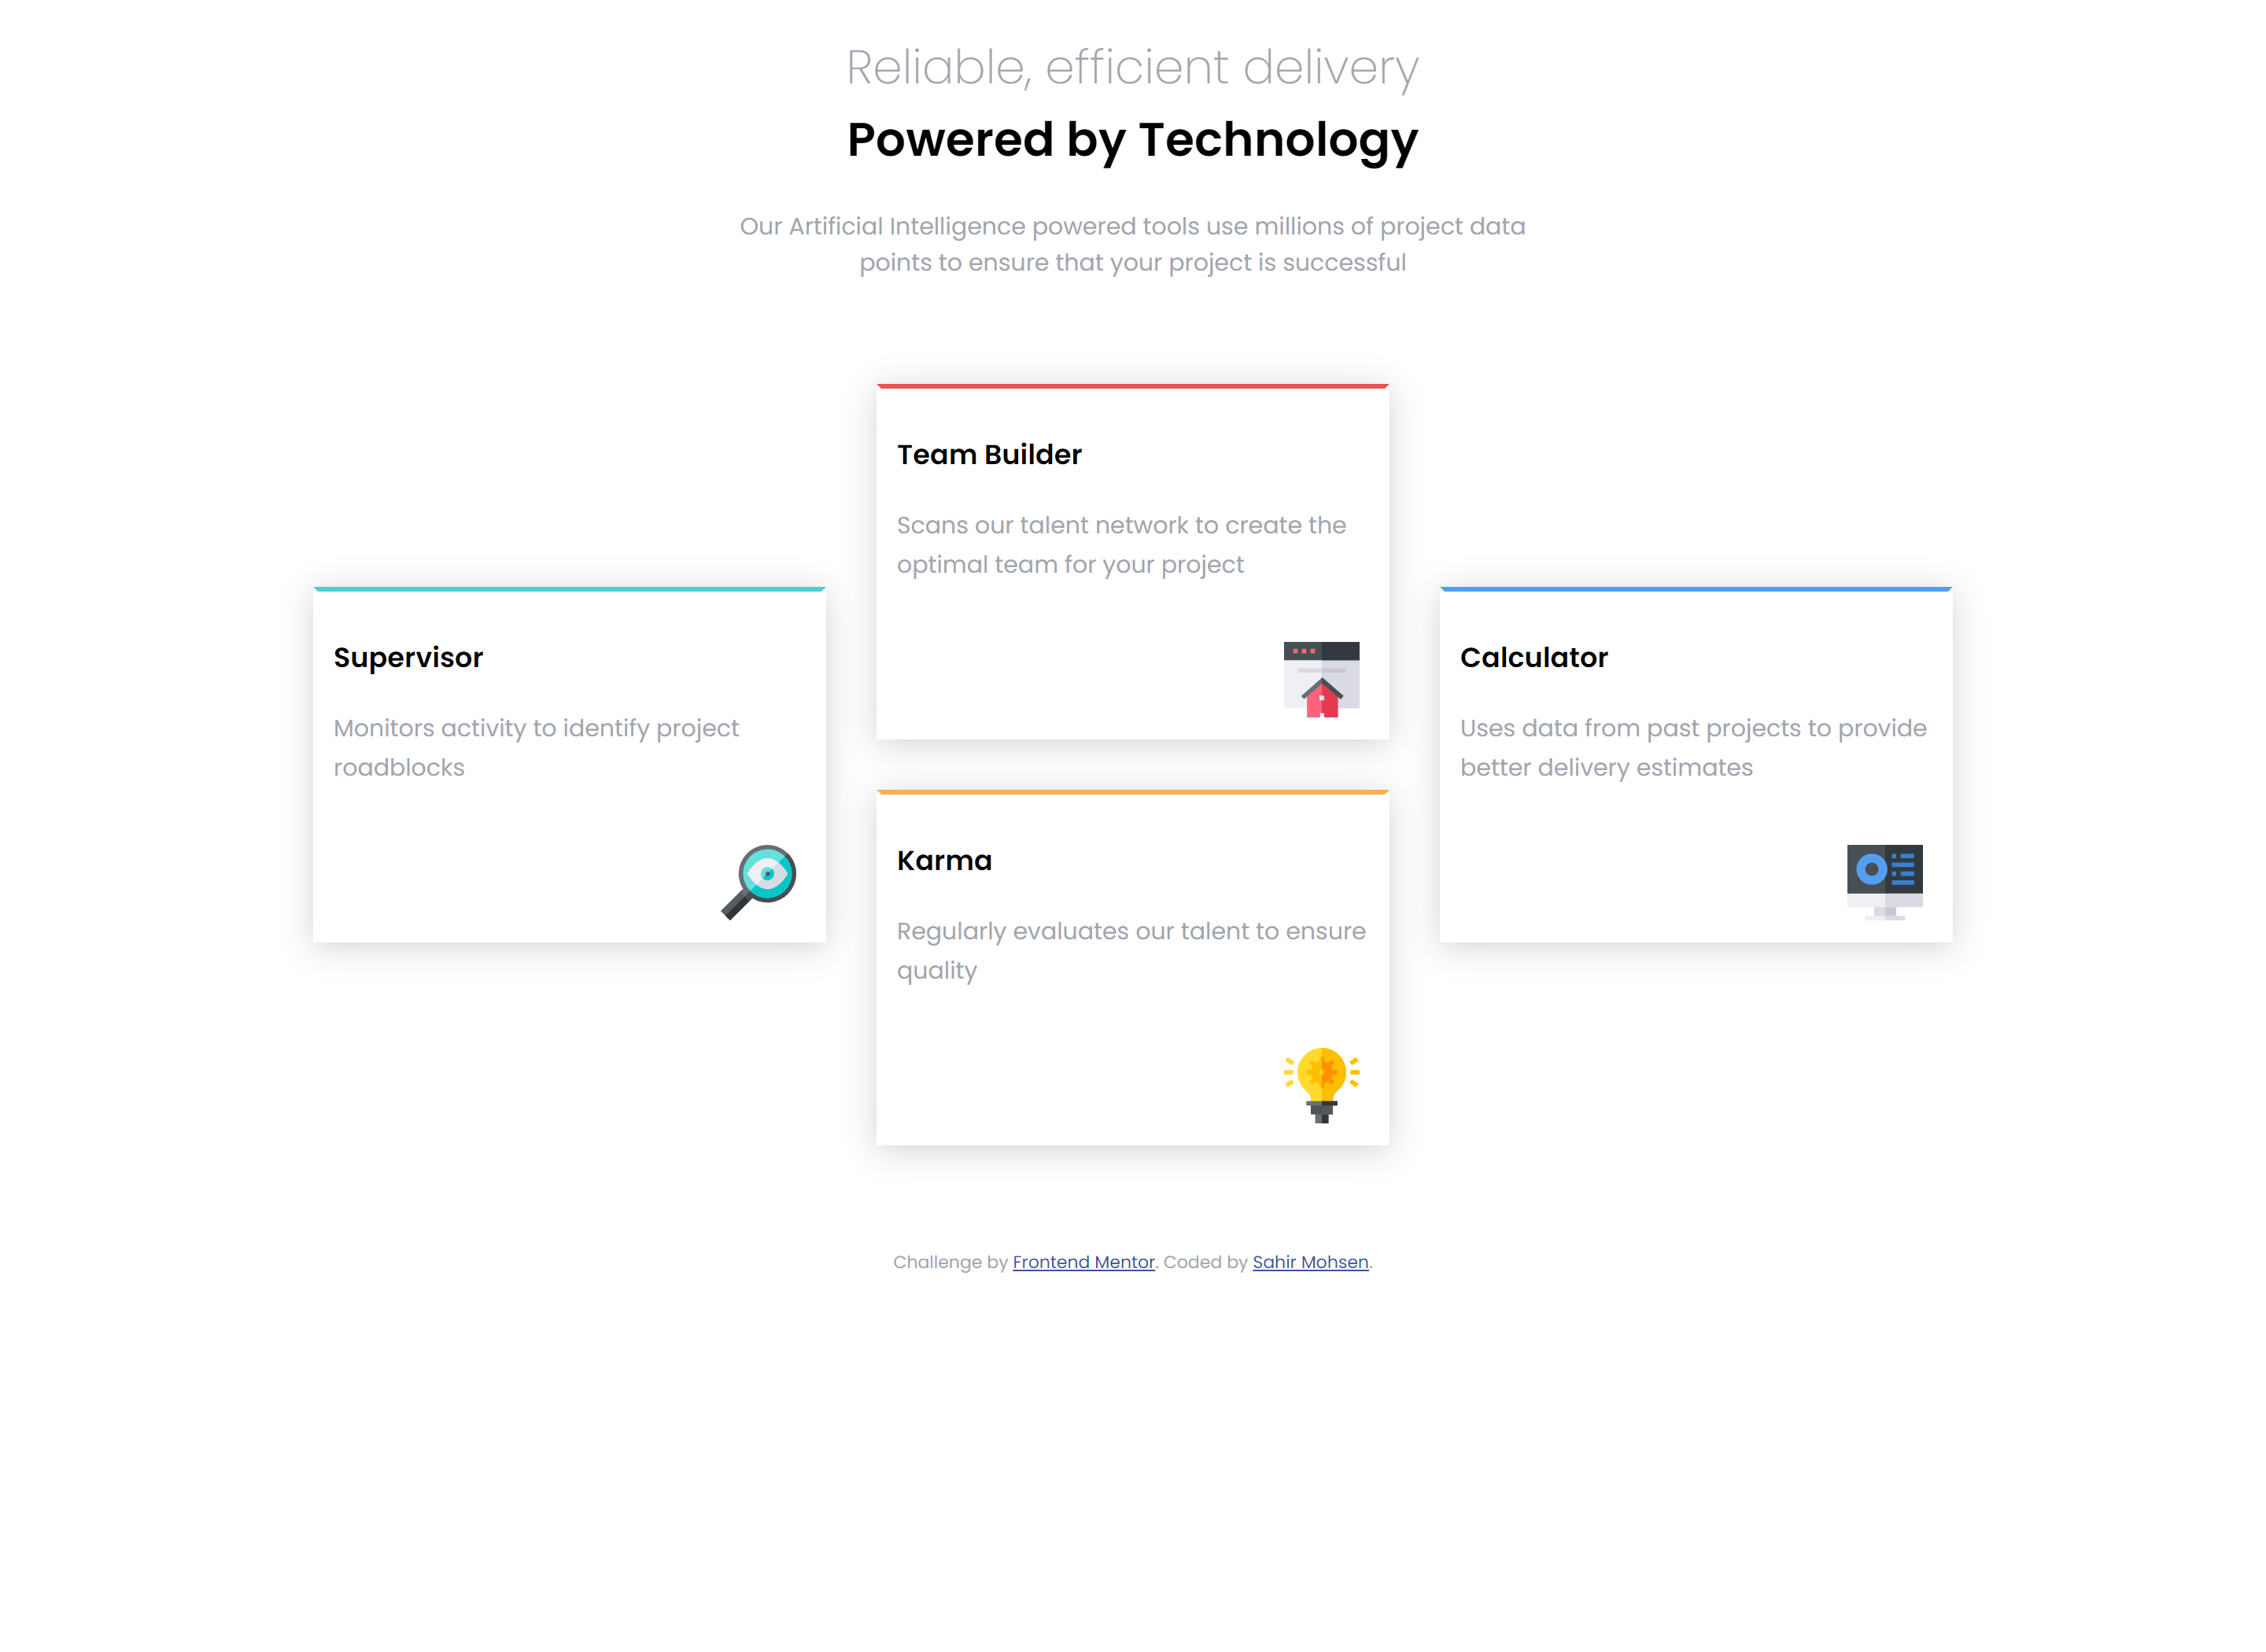 Reliable, efficient delivery
Powered by Technology
Our Artificial Intelligence powered tools use millions of project data
points to ensure that your project is successful
Supervisor
Monitors activity to identify project
roadblocks
Team Builder
Scans our talent network to create the
optimal team for your project
Karma
Regularly evaluates our talent to ensure
quality
Calculator
Uses data from past projects to provide
better delivery estimates
Challenge by Frontend Mentor. Coded by Sahir Mohsen.